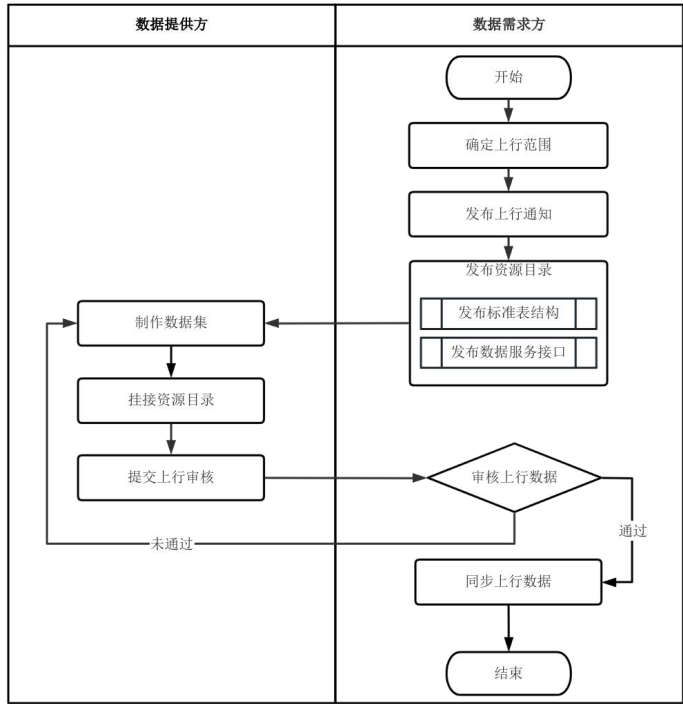 数据提供方
数据需求方
开始
确定上行范围
发布上行通知
发布资源目录
发布标准表结构
发布数据服务接口
制作数据集
挂接资源目录
提交上行审核
审核上行数据
未通过
通过
同步上行数据
结束